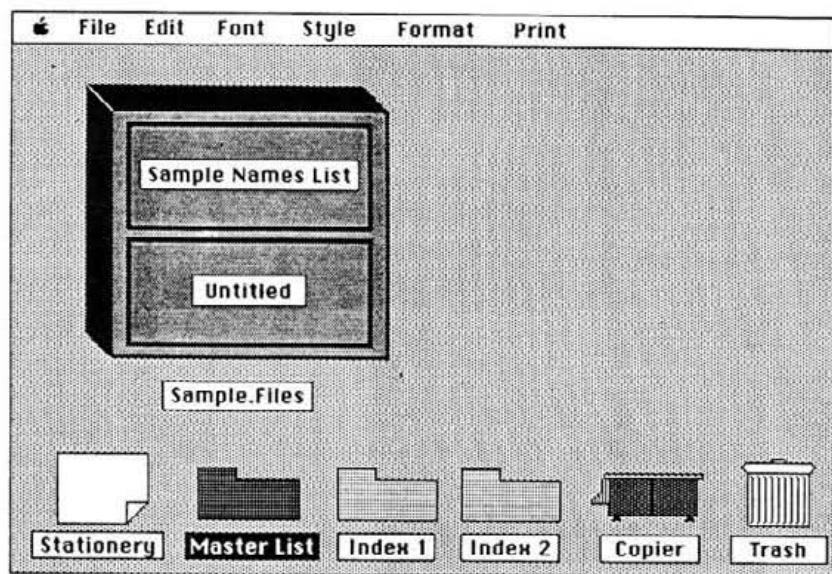 File Edit Font Style Format Print
Sample Names List
Untitled
Sample.Files
Stationery Master List Index 1 Index 2 Copier Trash